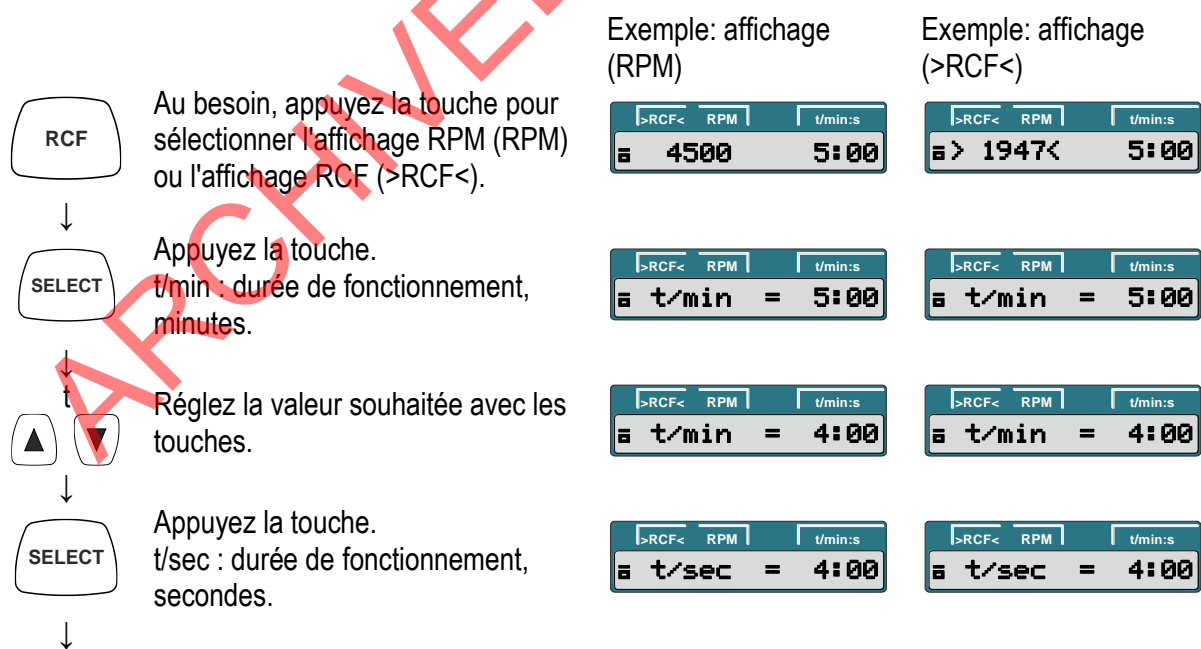 Exemple: affichage
(RPM)
Exemple: affichage
(>RCF<)
RCF
Au besoin, appuyez la touche pour
sélectionner l'affichage RPM (RPM)
ou l'affichage RCF (>RCF<).
>RCF< RPM t/min:s
4500 5:00
>RCF< RPM t/min:s
> 1947< 5:00
↓
SELECT
Appuyez la touche.
t/min : durée de fonctionnement,
minutes.
>RCF< RPM t/min:s
t/min = 5:00
>RCF< RPM t/min:s
t/min = 5:00
↓
t
▲ ▼
Réglez la valeur souhaitée avec les
touches.
>RCF< RPM t/min:s
t/min = 4:00
>RCF< RPM t/min:s
t/min = 4:00
↓
SELECT
Appuyez la touche.
t/sec : durée de fonctionnement,
secondes.
>RCF< RPM t/min:s
t/sec = 4:00
>RCF< RPM t/min:s
t/sec = 4:00
↓
ARCHIVE